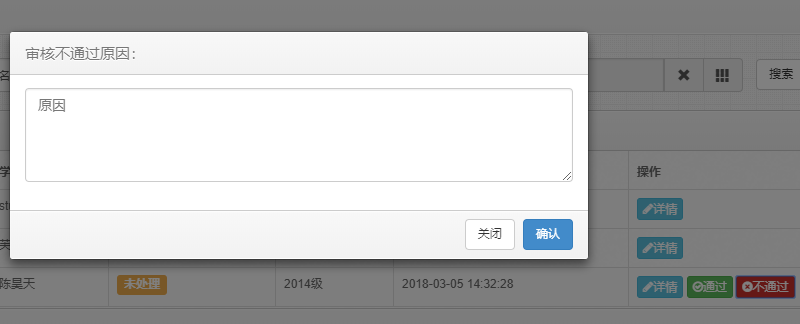 审核不通过原因：
原因
关闭 确认
名
搜索
学
操作
st
详情
芙
详情
陈昊天 未处理 2014级 2018-03-05 14:32:28 详情 通过 不通过